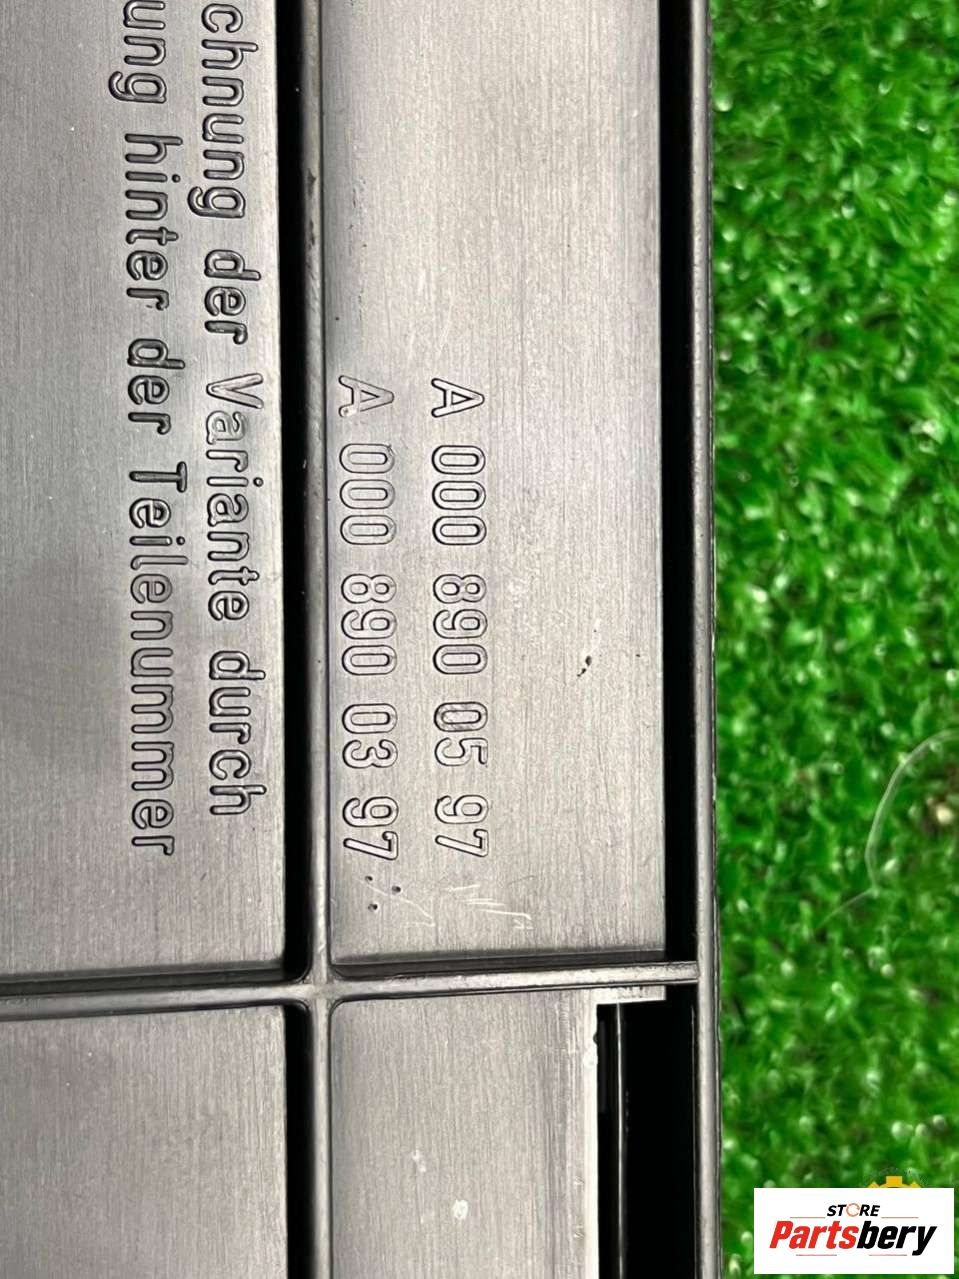 A 000 890 05 97
A 000 890 03 97
chnung der Variante durch
ung hinter der Teilenummer
STORE
Partsbery